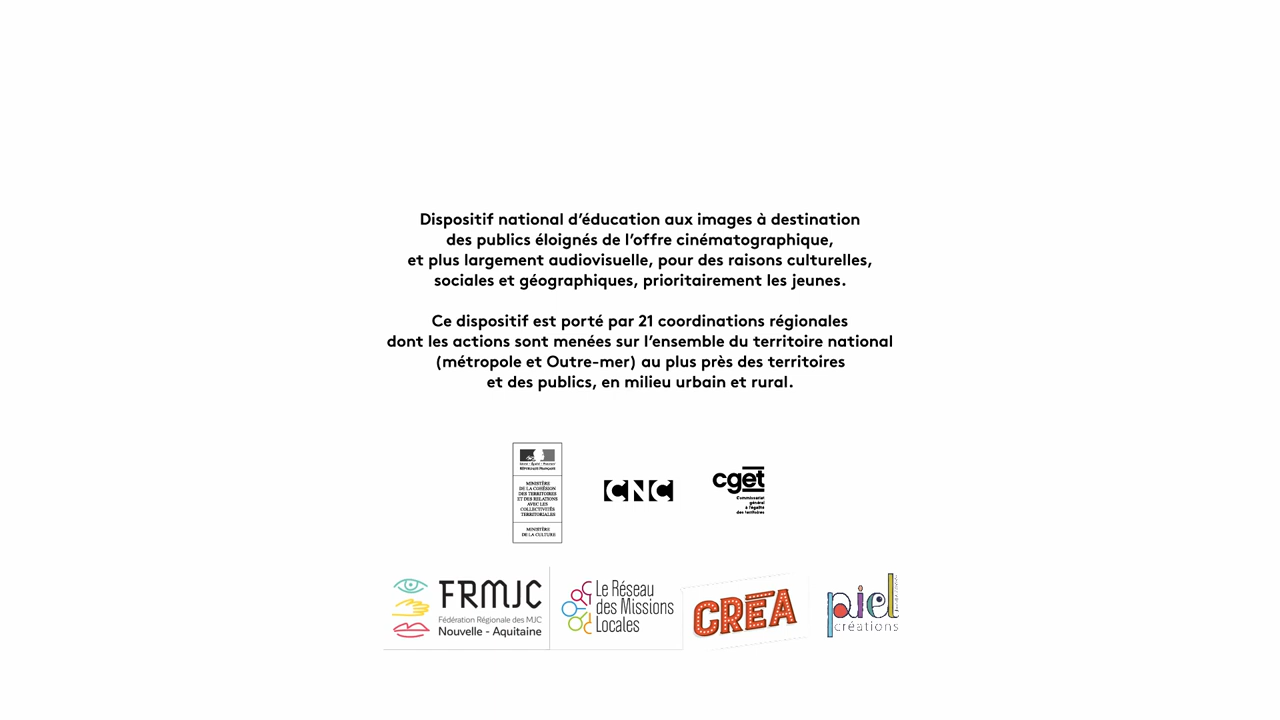 Dispositif national d’éducation aux images à destination
des publics éloignés de l’offre cinématographique,
et plus largement audiovisuelle, pour des raisons culturelles,
sociales et géographiques, prioritairement les jeunes.
Ce dispositif est porté par 21 coordinations régionales
dont les actions sont menées sur l’ensemble du territoire national
(métropole et Outre-mer) au plus près des territoires
et des publics, en milieu urbain et rural.
Liberté • Égalité • Fraternité
RÉPUBLIQUE FRANÇAISE
MINISTÈRE
DE LA COHÉSION
DES TERRITOIRES
ET DES RELATIONS
AVEC LES
COLLECTIVITÉS
TERRITORIALES
MINISTÈRE
DE LA CULTURE
CNC
cget
Commissariat
général
à l'égalité
des territoires
FRMJC
Fédération Régionale des MJC
Nouvelle - Aquitaine
Le Réseau
des Missions
Locales
CRÉA
piel
créations